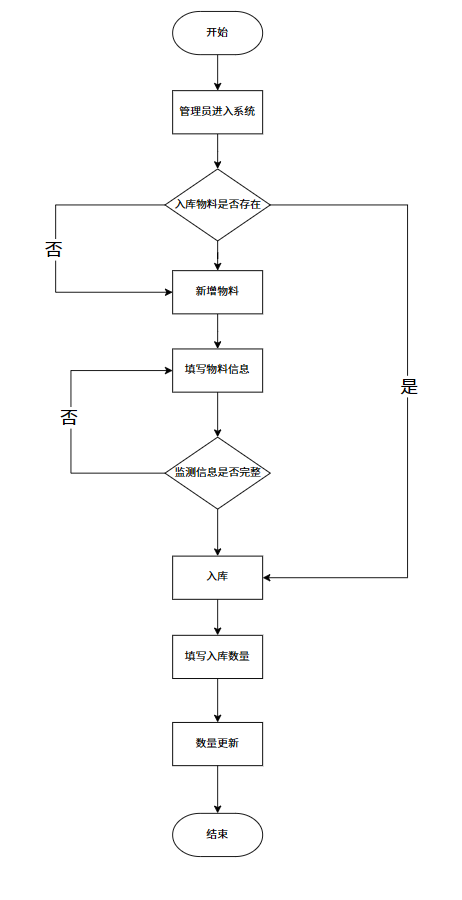 开始
管理员进入系统
入库物料是否存在
否
新增物料
填写物料信息
是
否
监测信息是否完整
入库
填写入库数量
数量更新
结束